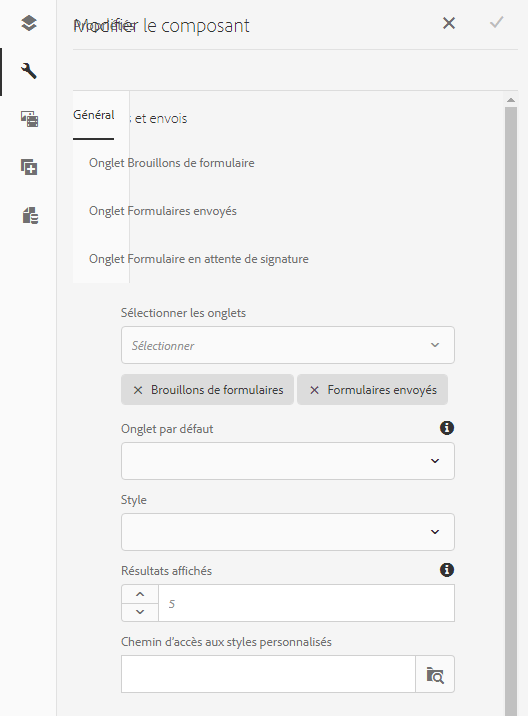 Propriétés
Modifier le composant
Général
s et envois
Onglet Brouillons de formulaire
Onglet Formulaires envoyés
Onglet Formulaire en attente de signature
Sélectionner les onglets
Sélectionner
Brouillons de formulaires Formulaires envoyés
Onglet par défaut
Style
Résultats affichés
5
Chemin d’accès aux styles personnalisés